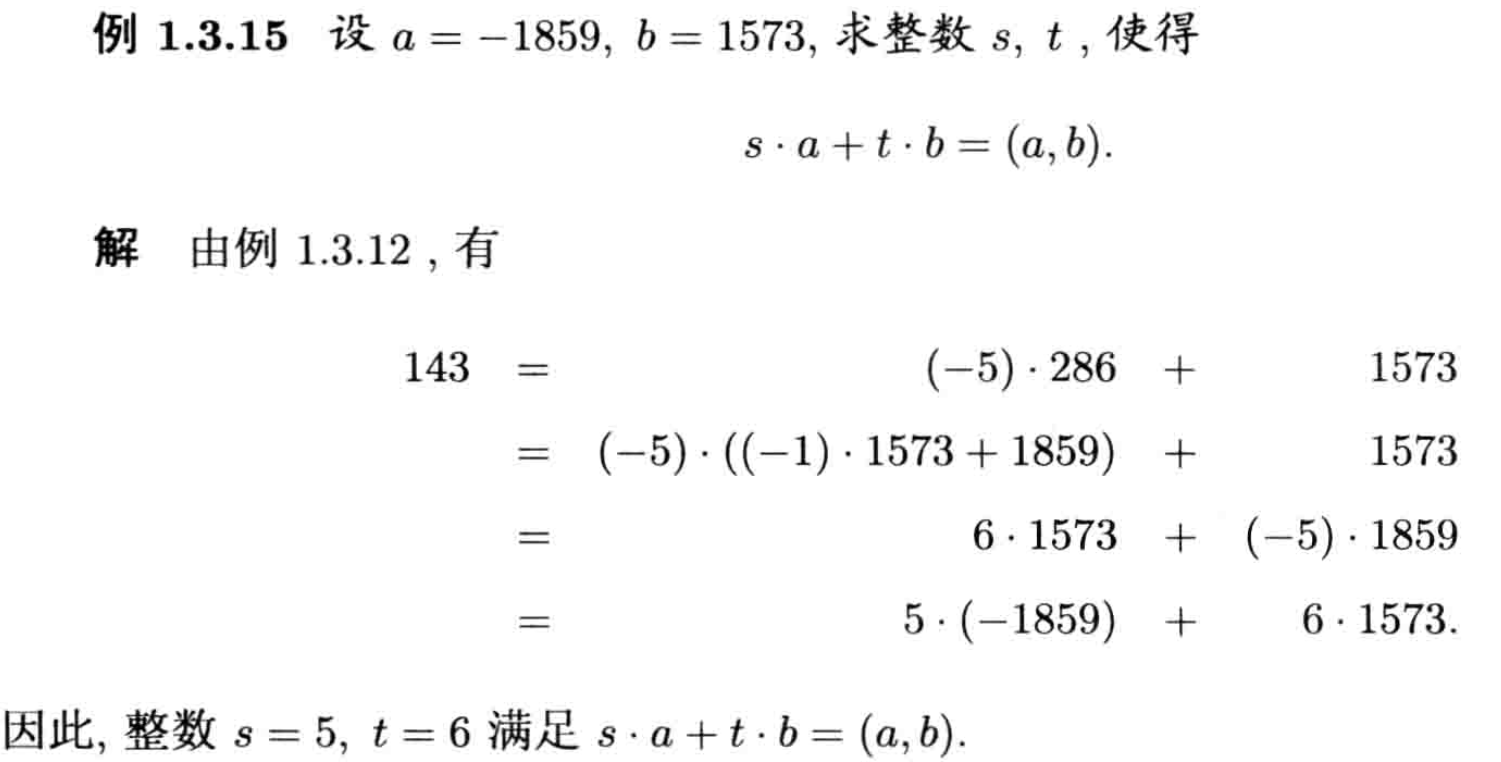 例 1.3.15 设 a = −1859, b = 1573, 求整数 s, t , 使得
s · a + t · b = (a, b).
解 由例 1.3.12 , 有
143 = (−5) · 286 + 1573
= (−5) · ((−1) · 1573 + 1859) + 1573
= 6 · 1573 + (−5) · 1859
= 5 · (−1859) + 6 · 1573.
因此, 整数 s = 5, t = 6 满足 s · a + t · b = (a, b).